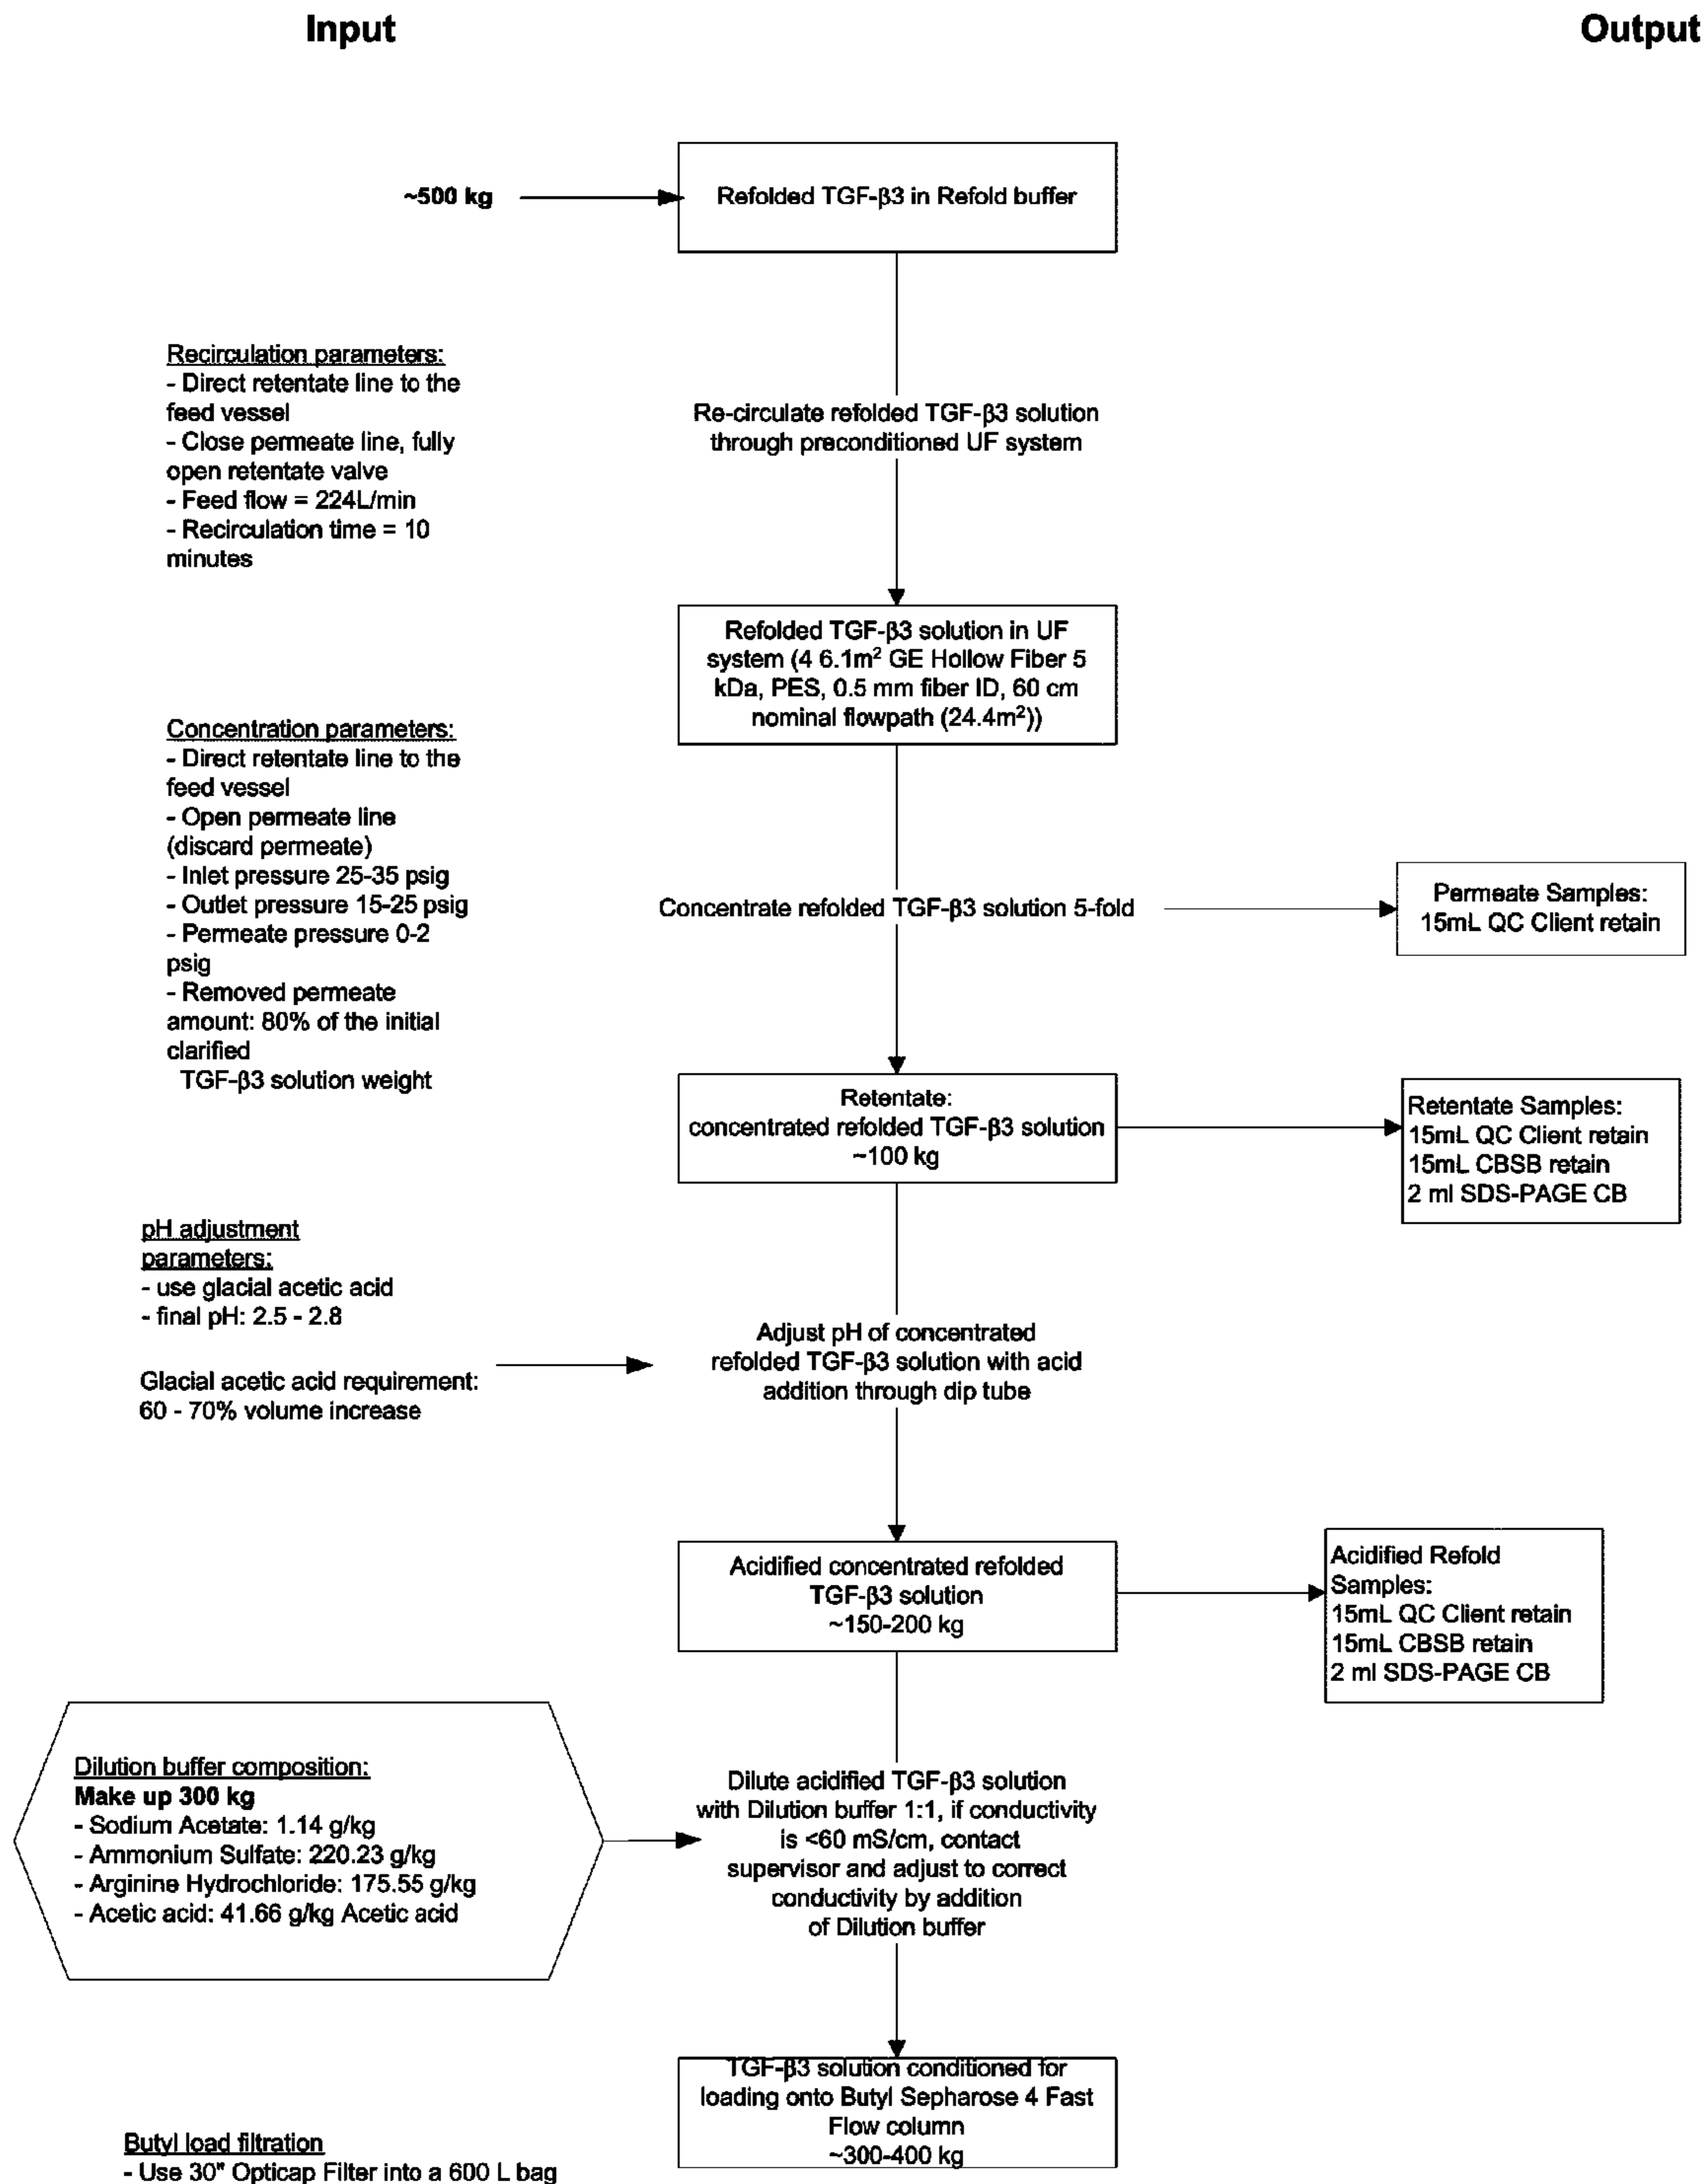 Input
Output
~500 kg
Refolded TGF-β3 in Refold buffer
Recirculation parameters:
- Direct retentate line to the
feed vessel
- Close permeate line, fully
open retentate valve
- Feed flow = 224L/min
- Recirculation time = 10
minutes
Re-circulate refolded TGF-β3 solution
through preconditioned UF system
Refolded TGF-β3 solution in UF
system (4 6.1m² GE Hollow Fiber 5
kDa, PES, 0.5 mm fiber ID, 60 cm
nominal flowpath (24.4m²))
Concentration parameters:
- Direct retentate line to the
feed vessel
- Open permeate line
(discard permeate)
- Inlet pressure 25-35 psig
- Outlet pressure 15-25 psig
- Permeate pressure 0-2
psig
- Removed permeate
amount: 80% of the initial
clarified
TGF-β3 solution weight
Concentrate refolded TGF-β3 solution 5-fold
Permeate Samples:
15mL QC Client retain
Retentate:
concentrated refolded TGF-β3 solution
~100 kg
Retentate Samples:
15mL QC Client retain
15mL CBSB retain
2 ml SDS-PAGE CB
pH adjustment
parameters:
- use glacial acetic acid
- final pH: 2.5 - 2.8
Glacial acetic acid requirement:
60 - 70% volume increase
Adjust pH of concentrated
refolded TGF-β3 solution with acid
addition through dip tube
Acidified concentrated refolded
TGF-β3 solution
~150-200 kg
Acidified Refold
Samples:
15mL QC Client retain
15mL CBSB retain
2 ml SDS-PAGE CB
Dilution buffer composition:
Make up 300 kg
- Sodium Acetate: 1.14 g/kg
- Ammonium Sulfate: 220.23 g/kg
- Arginine Hydrochloride: 175.55 g/kg
- Acetic acid: 41.66 g/kg Acetic acid
Dilute acidified TGF-β3 solution
with Dilution buffer 1:1, if conductivity
is <60 mS/cm, contact
supervisor and adjust to correct
conductivity by addition
of Dilution buffer
TGF-β3 solution conditioned for
loading onto Butyl Sepharose 4 Fast
Flow column
~300-400 kg
Butyl load filtration
- Use 30" Opticap Filter into a 600 L bag